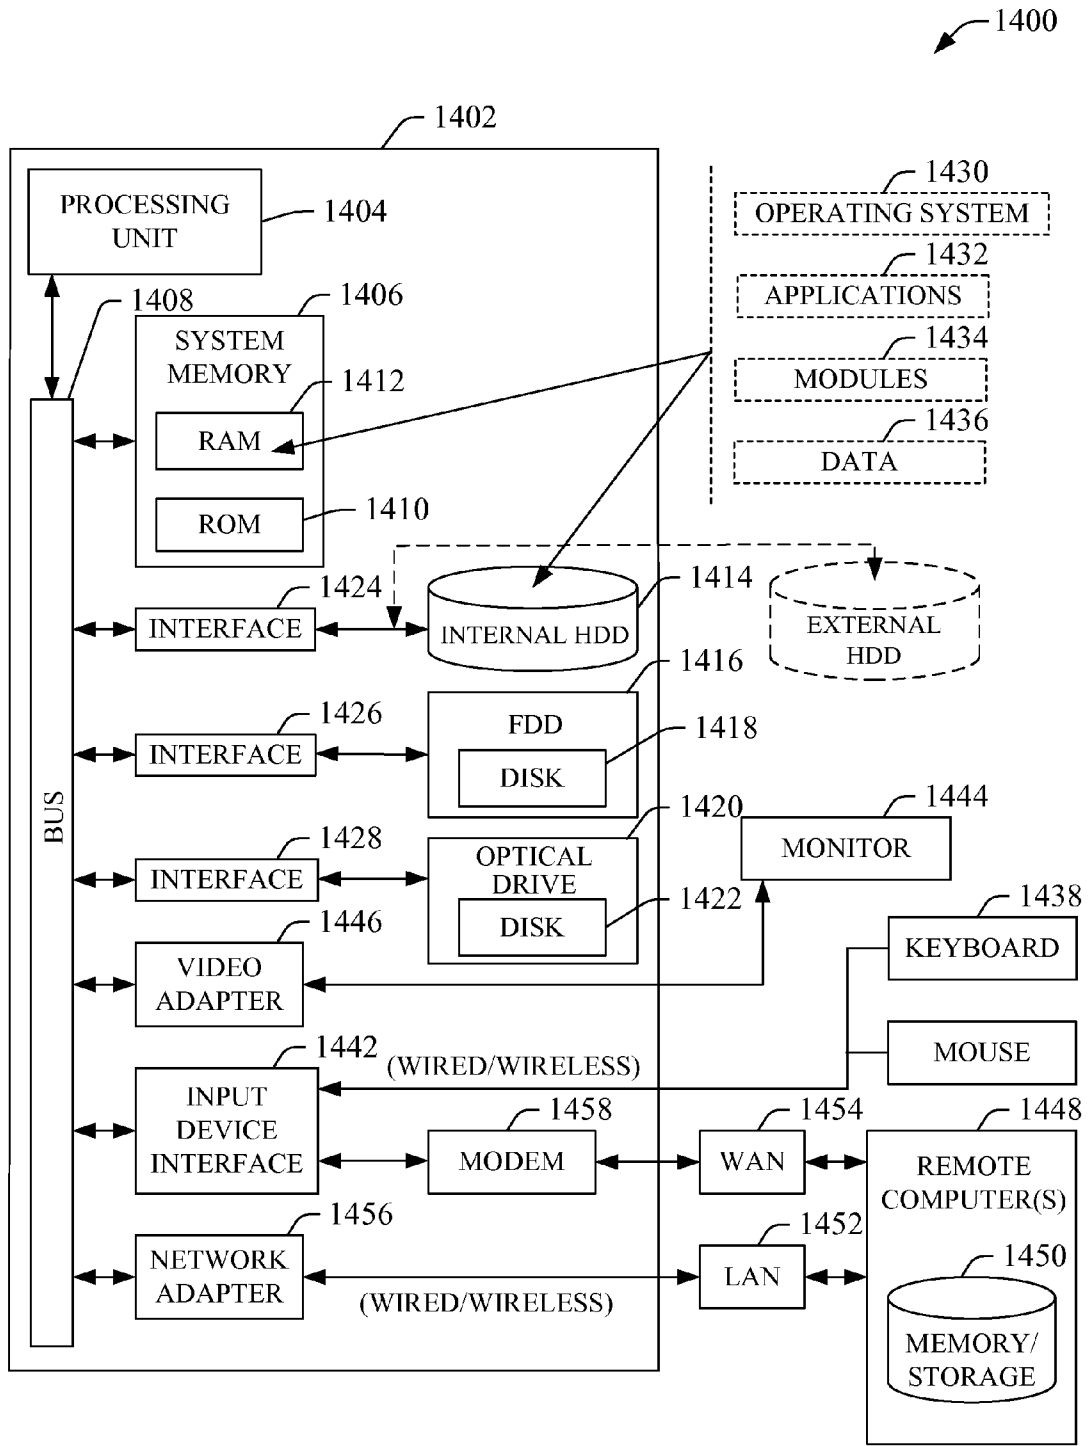 1400
1402
PROCESSING
UNIT
1404
1408
1406
SYSTEM
MEMORY
1412
RAM
ROM
1410
1430
OPERATING SYSTEM
1432
APPLICATIONS
1434
MODULES
1436
DATA
1424
INTERFACE
INTERNAL HDD
1414
EXTERNAL
HDD
1426
INTERFACE
1416
FDD
1418
DISK
BUS
1428
INTERFACE
1420
OPTICAL
DRIVE
1422
DISK
1444
MONITOR
1446
VIDEO
ADAPTER
1438
KEYBOARD
MOUSE
1442
INPUT
DEVICE
INTERFACE
(WIRED/WIRELESS)
1458
MODEM
1454
WAN
1448
REMOTE
COMPUTER(S)
1456
NETWORK
ADAPTER
(WIRED/WIRELESS)
1452
LAN
1450
MEMORY/
STORAGE